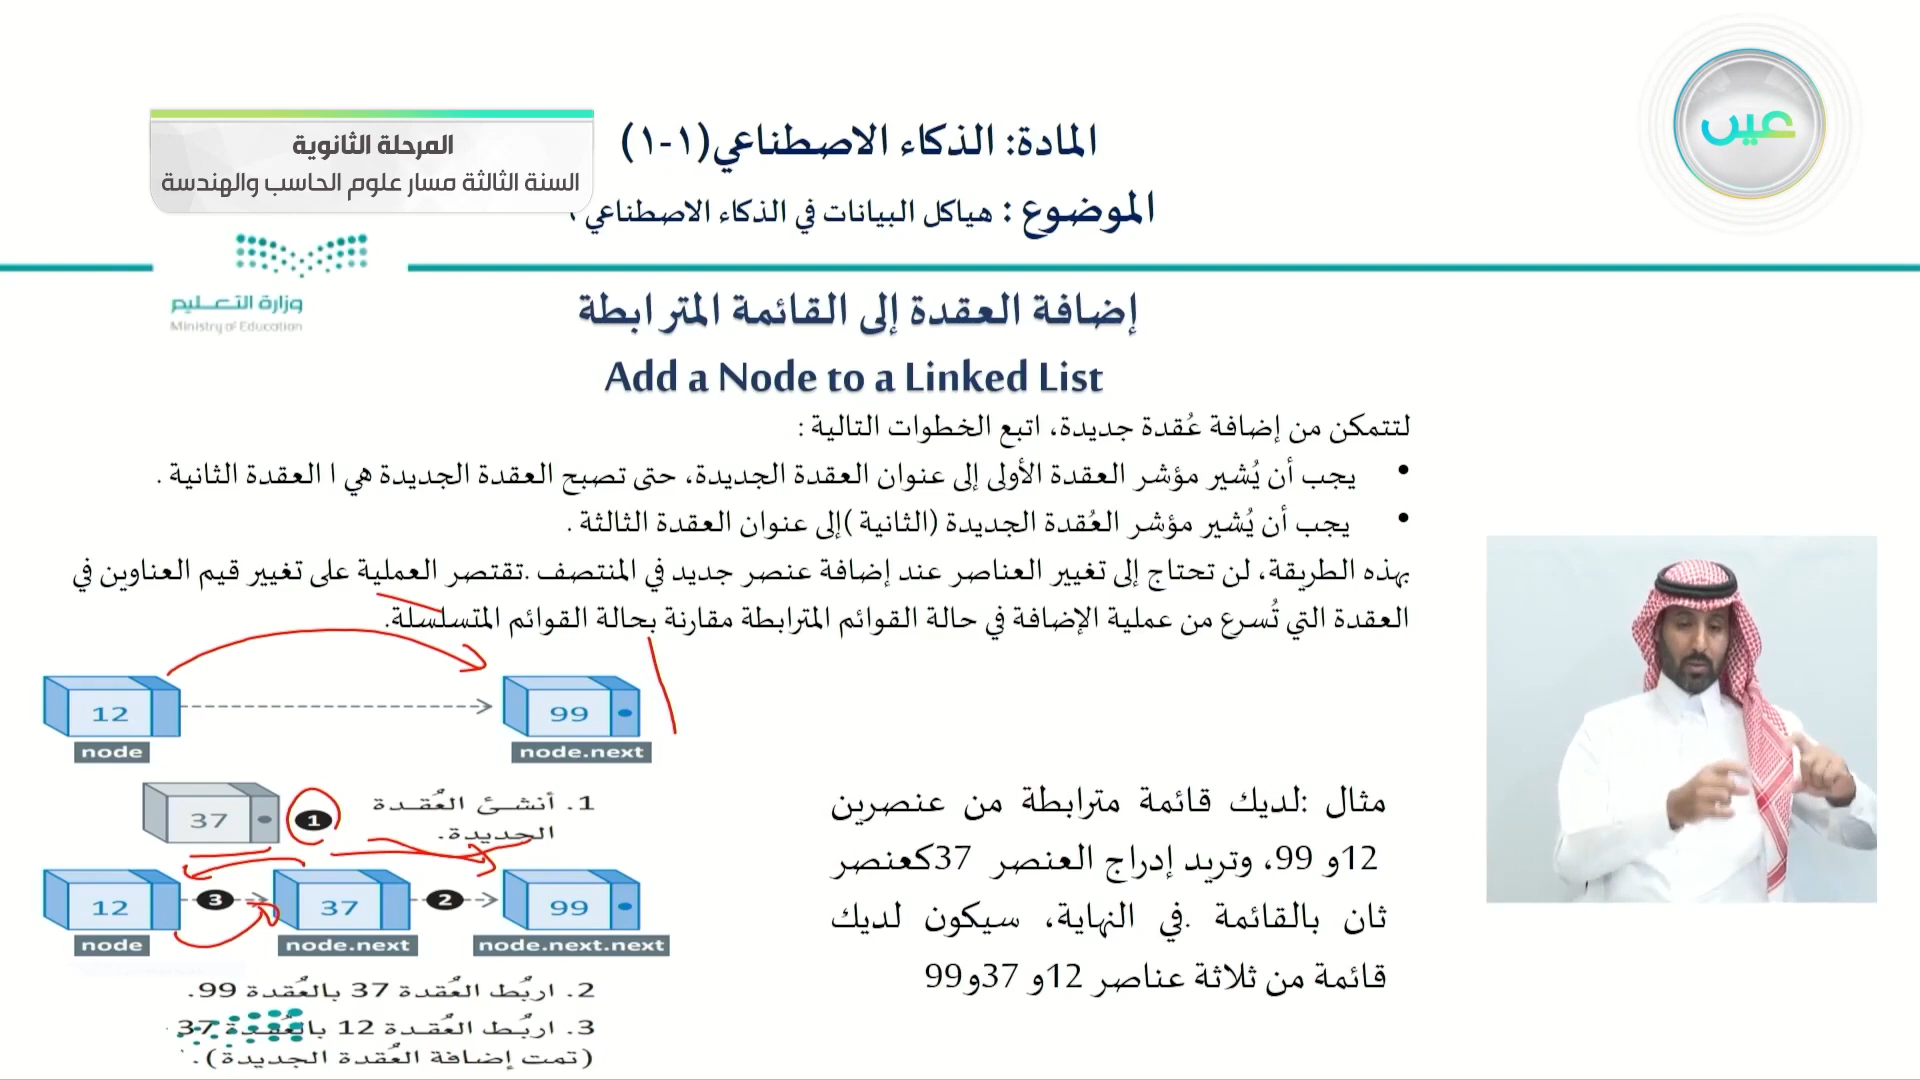 عين
المرحلة الثانوية
السنة الثالثة مسار علوم الحاسب والهندسة
المادة: الذكاء الاصطناعي(١-١)
الموضوع : هياكل البيانات في الذكاء الاصطناعي
وزارة التعليم
Ministry of Education
إضافة العقدة إلى القائمة المترابطة
Add a Node to a Linked List
لتتمكن من إضافة عُقدة جديدة، اتبع الخطوات التالية :
• يجب أن يُشير مؤشر العقدة الأولى إلى عنوان العقدة الجديدة، حتى تصبح العقدة الجديدة هي ا العقدة الثانية .
• يجب أن يُشير مؤشر العُقدة الجديدة (الثانية )إلى عنوان العقدة الثالثة .
بهذه الطريقة، لن تحتاج إلى تغيير العناصر عند إضافة عنصر جديد في المنتصف .تقتصر العملية على تغيير قيم العناوين في
العقدة التي تُسرع من عملية الإضافة في حالة القوائم المترابطة مقارنة بحالة القوائم المتسلسلة.
12
99
node
node.next
37
1
1. أنشئ العُقدة
الجديدة.
12
3
37
2
99
node
node.next
node.next.next
2. اربُط العُقدة 37 بالعُقدة 99.
3. اربُط العُقدة 12 بالعُقدة 37
(تمت إضافة العُقدة الجديدة).
مثال :لديك قائمة مترابطة من عنصرين
12و 99، وتريد إدراج العنصر 37كعنصر
ثان بالقائمة .في النهاية، سيكون لديك
قائمة من ثلاثة عناصر 12و 37و99